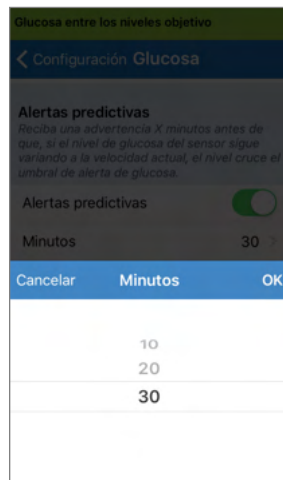 Glucosa entre los niveles objetivo
Configuración Glucosa
Alertas predictivas
Reciba una advertencia X minutos antes de
que, si el nivel de glucosa del sensor sigue
variando a la velocidad actual, el nivel cruce el
umbral de alerta de glucosa.
Alertas predictivas
Minutos 30
Cancelar Minutos OK
10
20
30